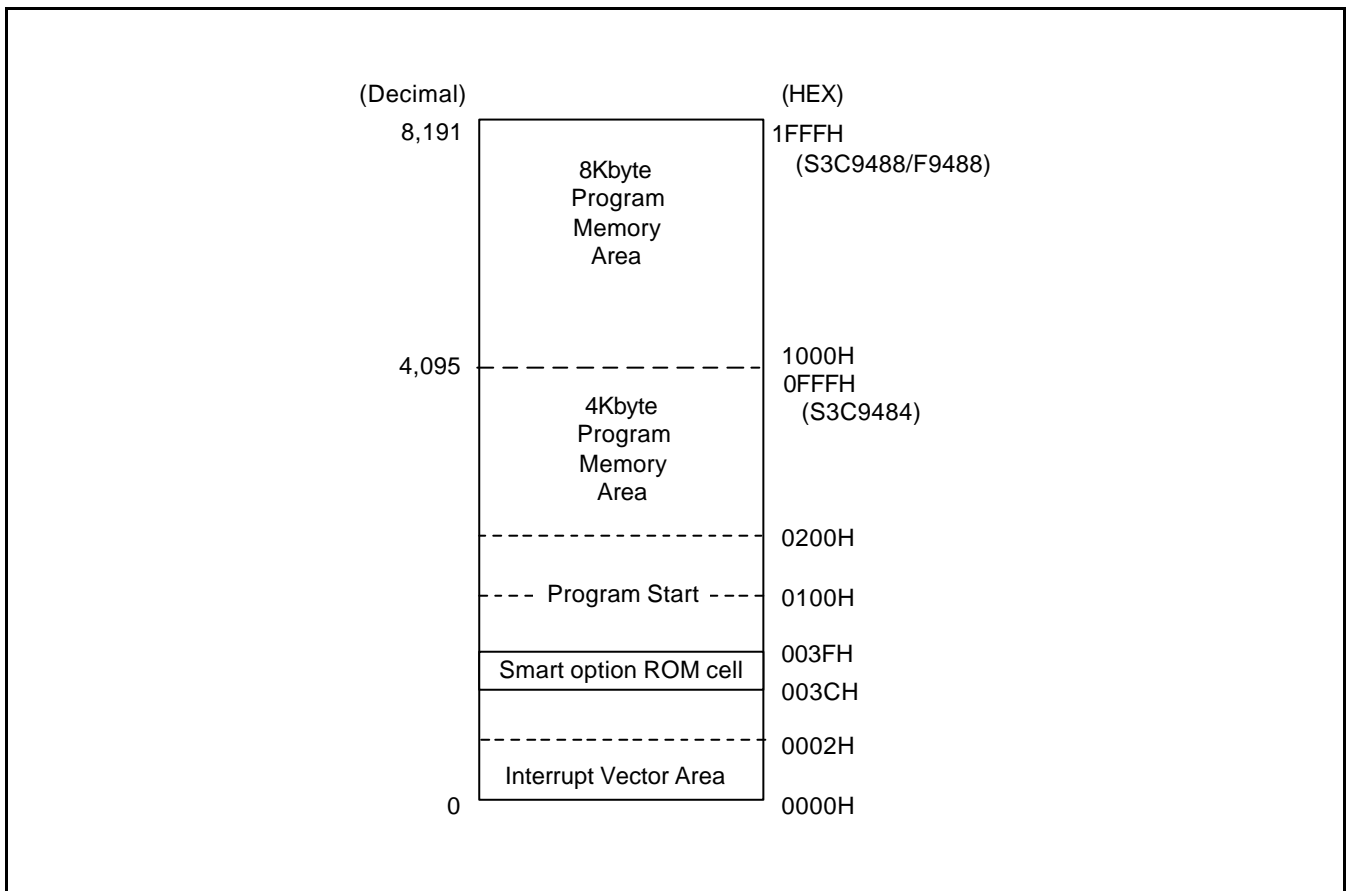 (Decimal) (HEX)
8,191 1FFFH
(S3C9488/F9488)
8Kbyte
Program
Memory
Area
1000H
4,095
0FFFH
(S3C9484)
4Kbyte
Program
Memory
Area
0200H
Program Start 0100H
003FH
Smart option ROM cell
003CH
0002H
Interrupt Vector Area
0 0000H